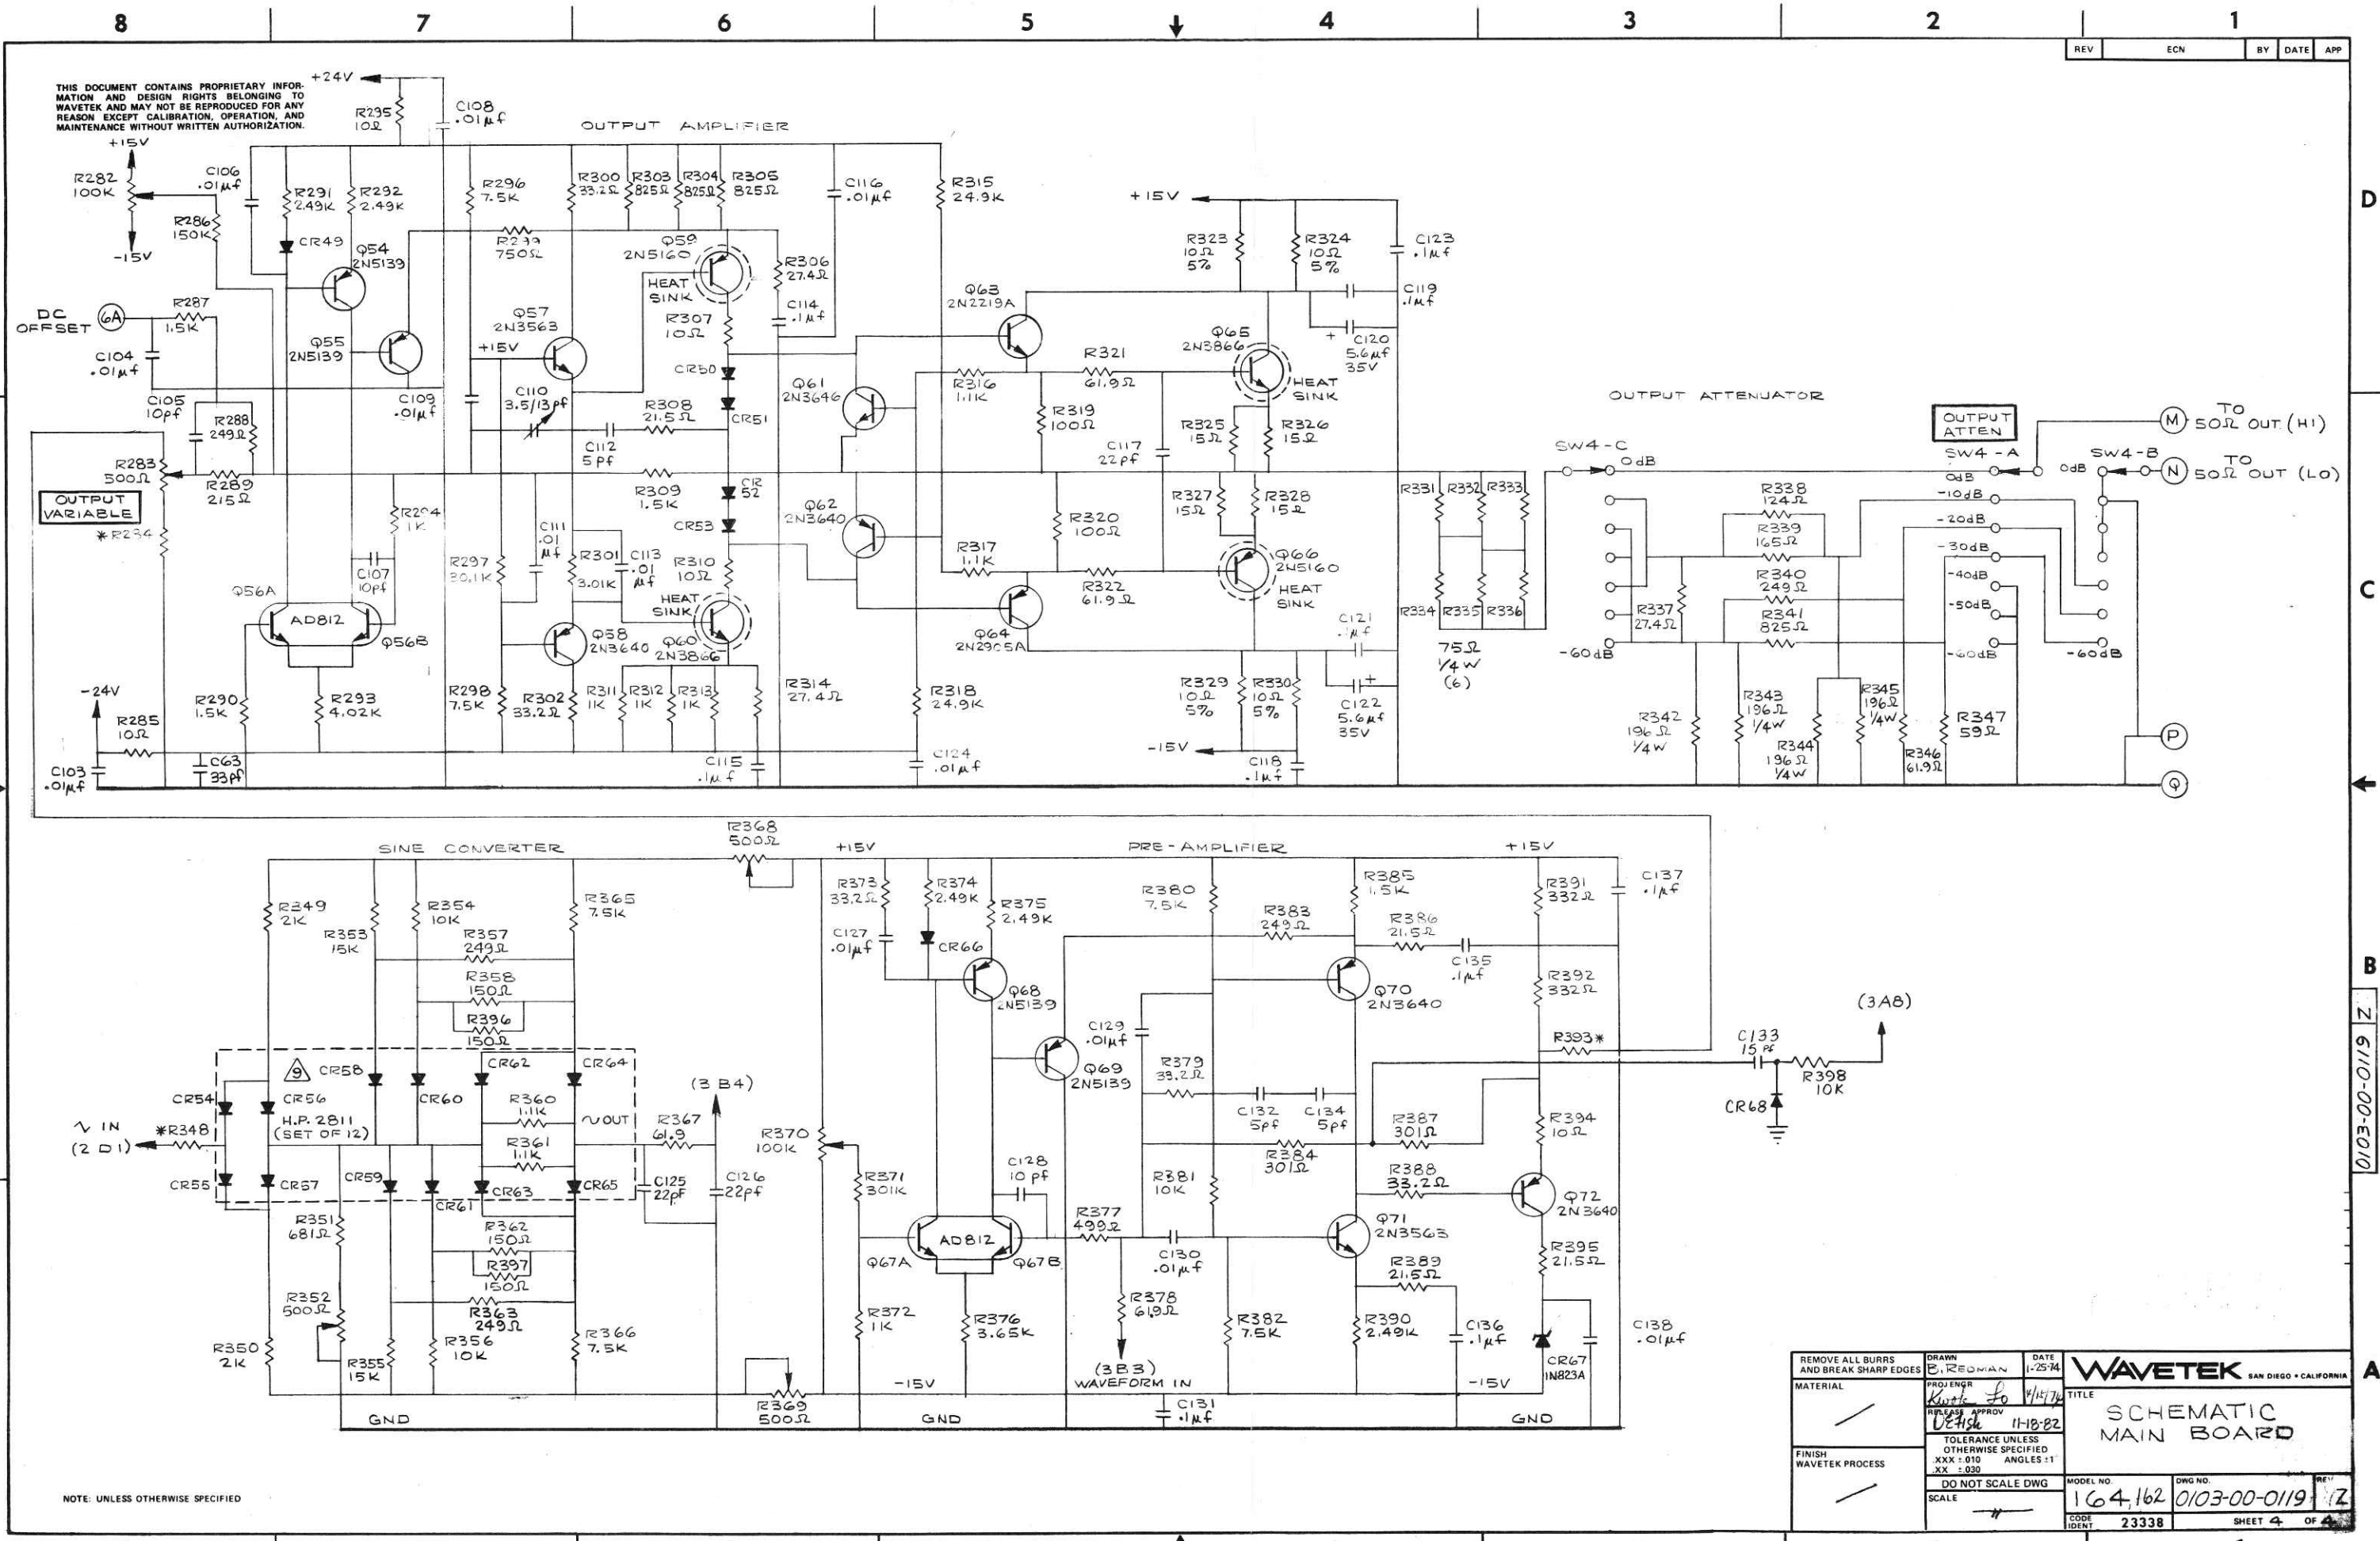 8 7 6 5 4 3 2 1
REV ECN BY DATE APP
THIS DOCUMENT CONTAINS PROPRIETARY INFOR-
MATION AND DESIGN RIGHTS BELONGING TO
WAVETEK AND MAY NOT BE REPRODUCED FOR ANY
REASON EXCEPT CALIBRATION, OPERATION, AND
MAINTENANCE WITHOUT WRITTEN AUTHORIZATION.
OUTPUT AMPLIFIER
+24V
R295
10Ω
C108
.01µf
+15V
R282
100K
-15V
C106
.01µf
R286
150K
R291
2.49K
R292
2.49K
CR49
Q54
2N5139
DC
OFFSET
6A
R287
1.5K
C104
.01µf
Q55
2N5139
C105
10pf
R288
249Ω
C109
.01µf
R283
500Ω
OUTPUT
VARIABLE
R289
215Ω
R294
1K
C107
10pf
Q56A
AD812
Q56B
-24V
R285
10Ω
R290
1.5K
R293
4.02K
C103
.01µf
C63
33pf
R296
7.5K
R300
33.2Ω
R303
825Ω
R304
825Ω
R305
825Ω
750Ω
Q59
2N5160
HEAT
SINK
Q57
2N3563
+15V
R307
10Ω
R306
27.4Ω
C114
.1µf
C116
.01µf
C110
3.5/13pf
C112
5pf
R308
21.5Ω
CR50
CR51
R309
1.5K
CR
52
CR53
C111
.01
µf
R297
R301
3.01K
C113
.01
µf
R310
10Ω
HEAT
SINK
Q58
2N3640
Q60
2N3866
R298
7.5K
R302
33.2Ω
R311
1K
R312
1K
R313
1K
R314
27.4Ω
C115
.1µf
R315
24.9K
Q61
2N3646
Q62
2N3640
Q63
2N2219A
R316
1.1K
R317
1.1K
R318
24.9K
C124
.01µf
R319
100Ω
R320
100Ω
R321
61.9Ω
R322
61.9Ω
C117
22pf
Q64
2N2905A
+15V
R323
10Ω
5%
R324
10Ω
5%
C123
.1µf
C119
.1µf
C120
5.6µf
35V
Q65
2N3866
HEAT
SINK
R325
15Ω
R326
15Ω
R327
15Ω
R328
15Ω
Q66
2N5160
HEAT
SINK
C121
.1µf
C122
5.6µf
35V
R329
10Ω
5%
R330
10Ω
5%
-15V
C118
.1µf
OUTPUT ATTENUATOR
R331 R332 R333
R334 R335 R336
75Ω
1/4W
(6)
SW4-C
0dB
-60dB
R337
27.4Ω
R338
124Ω
R339
165Ω
R340
249Ω
R341
825Ω
R342
196Ω
1/4W
R343
196Ω
1/4W
R344
196Ω
1/4W
R345
196Ω
1/4W
R346
61.9Ω
R347
59Ω
OUTPUT
ATTEN
SW4-A
0dB
-10dB
-20dB
-30dB
-40dB
-50dB
-60dB
SW4-B
0dB
-60dB
M
TO
50Ω OUT (HI)
N
TO
50Ω OUT (LO)
P
Q
D
C
B
A
SINE CONVERTER
R368
500Ω
R349
2K
R353
15K
R354
10K
R357
249Ω
R358
150Ω
R396
150Ω
R365
7.5K
9
CR58
CR62
CR64
CR54
CR56
CR60
H.P. 2811
(SET OF 12)
R360
1.1K
R361
1.1K
∿OUT
∿ IN
(2 D1)
*R348
CR55
CR57
CR59
CR61
CR63
CR65
R367
61.9
(3 B4)
C125
22pf
C126
22pf
R351
681Ω
R352
500Ω
R362
150Ω
R397
150Ω
R363
249Ω
R350
2K
R355
15K
R356
10K
R366
7.5K
R369
500Ω
GND
PRE-AMPLIFIER
+15V
R373
33.2Ω
R374
2.49K
R375
2.49K
C127
.01µf
CR66
Q68
2N5139
Q69
2N5139
R370
100K
R371
301K
C128
10pf
Q67A
AD812
Q67B
R372
1K
R376
3.65K
-15V
GND
R377
499Ω
R378
619Ω
(3B3)
WAVEFORM IN
C131
.1µf
C130
.01µf
C129
.01µf
R379
33.2Ω
R380
7.5K
R381
10K
R382
7.5K
C132
5pf
C134
5pf
R383
249Ω
R384
301Ω
R385
1.5K
R386
21.5Ω
C135
.1µf
Q70
2N3640
R387
301Ω
R388
33.2Ω
Q71
2N3563
R389
21.5Ω
R390
2.49K
C136
.1µf
+15V
R391
332Ω
R392
332Ω
R393*
R394
10Ω
Q72
2N3640
R395
21.5Ω
CR67
1N823A
C137
.1µf
C138
.01µf
-15V
GND
C133
15pf
CR68
R398
10K
(3A8)
Z 6110-00-E010
NOTE: UNLESS OTHERWISE SPECIFIED
REMOVE ALL BURRS
AND BREAK SHARP EDGES
MATERIAL
FINISH
WAVETEK PROCESS
DRAWN
B. REDMAN
DATE
1-25-74
PROJ ENGR
RELEASE APPROV
11-18-82
TOLERANCE UNLESS
OTHERWISE SPECIFIED
.XXX ±.010 ANGLES ±1°
.XX ±.030
DO NOT SCALE DWG
SCALE
WAVETEK SAN DIEGO • CALIFORNIA
TITLE
SCHEMATIC
MAIN BOARD
MODEL NO.
164,162
DWG NO.
0103-00-0119
REV
Z
CODE
IDENT 23338
SHEET 4 OF 4